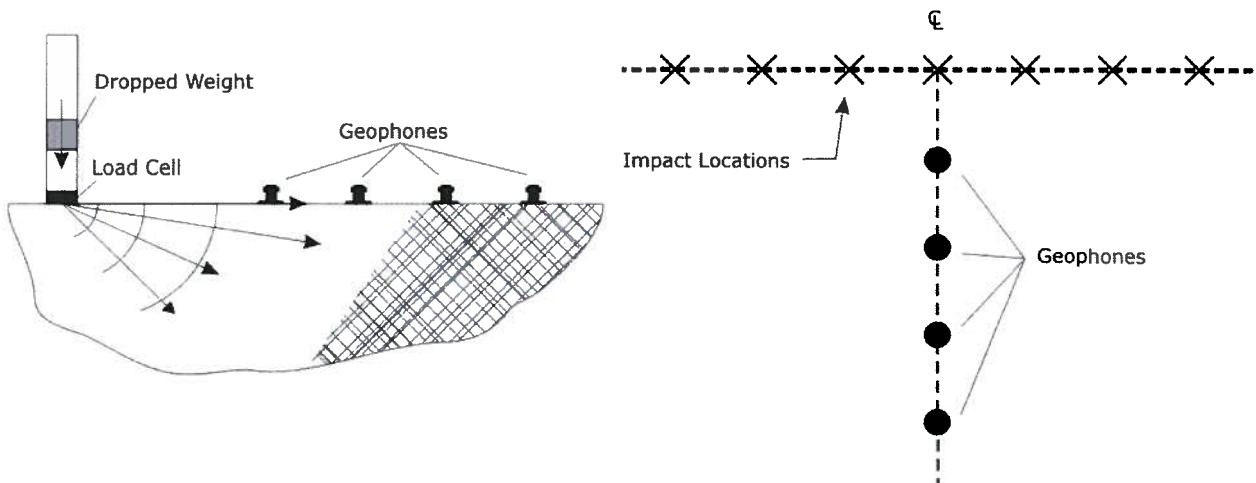 Dropped Weight
Load Cell
Geophones
℄
Impact Locations
Geophones